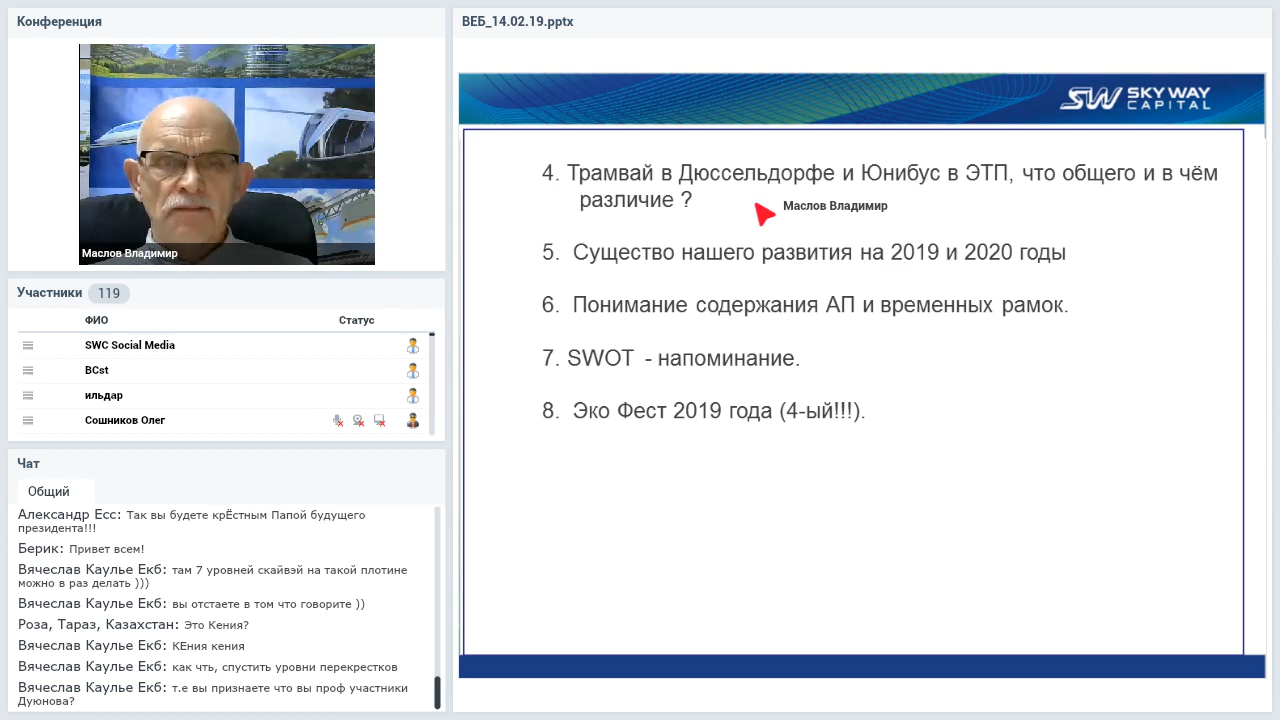 Конференция
Маслов Владимир
Участники 119
ФИО Статус
SWC Social Media
BCst
ильдар
Сошников Олег
Чат
Общий
Александр Есс: Так вы будете крЁстным Папой будущего
президента!!!
Берик: Привет всем!
Вячеслав Каулье Екб: там 7 уровней скайвэй на такой плотине
можно в раз делать )))
Вячеслав Каулье Екб: вы отстаете в том что говорите ))
Роза, Тараз, Казахстан: Это Кения?
Вячеслав Каулье Екб: КЕния кения
Вячеслав Каулье Екб: как чть, спустить уровни перекрестков
Вячеслав Каулье Екб: т.е вы признаете что вы проф участники
Дуюнова?
ВЕБ_14.02.19.pptx
SW SKY WAY
CAPITAL
4. Трамвай в Дюссельдорфе и Юнибус в ЭТП, что общего и в чём
различие ?
Маслов Владимир
5. Существо нашего развития на 2019 и 2020 годы
6. Понимание содержания АП и временных рамок.
7. SWOT - напоминание.
8. Эко Фест 2019 года (4-ый!!!).